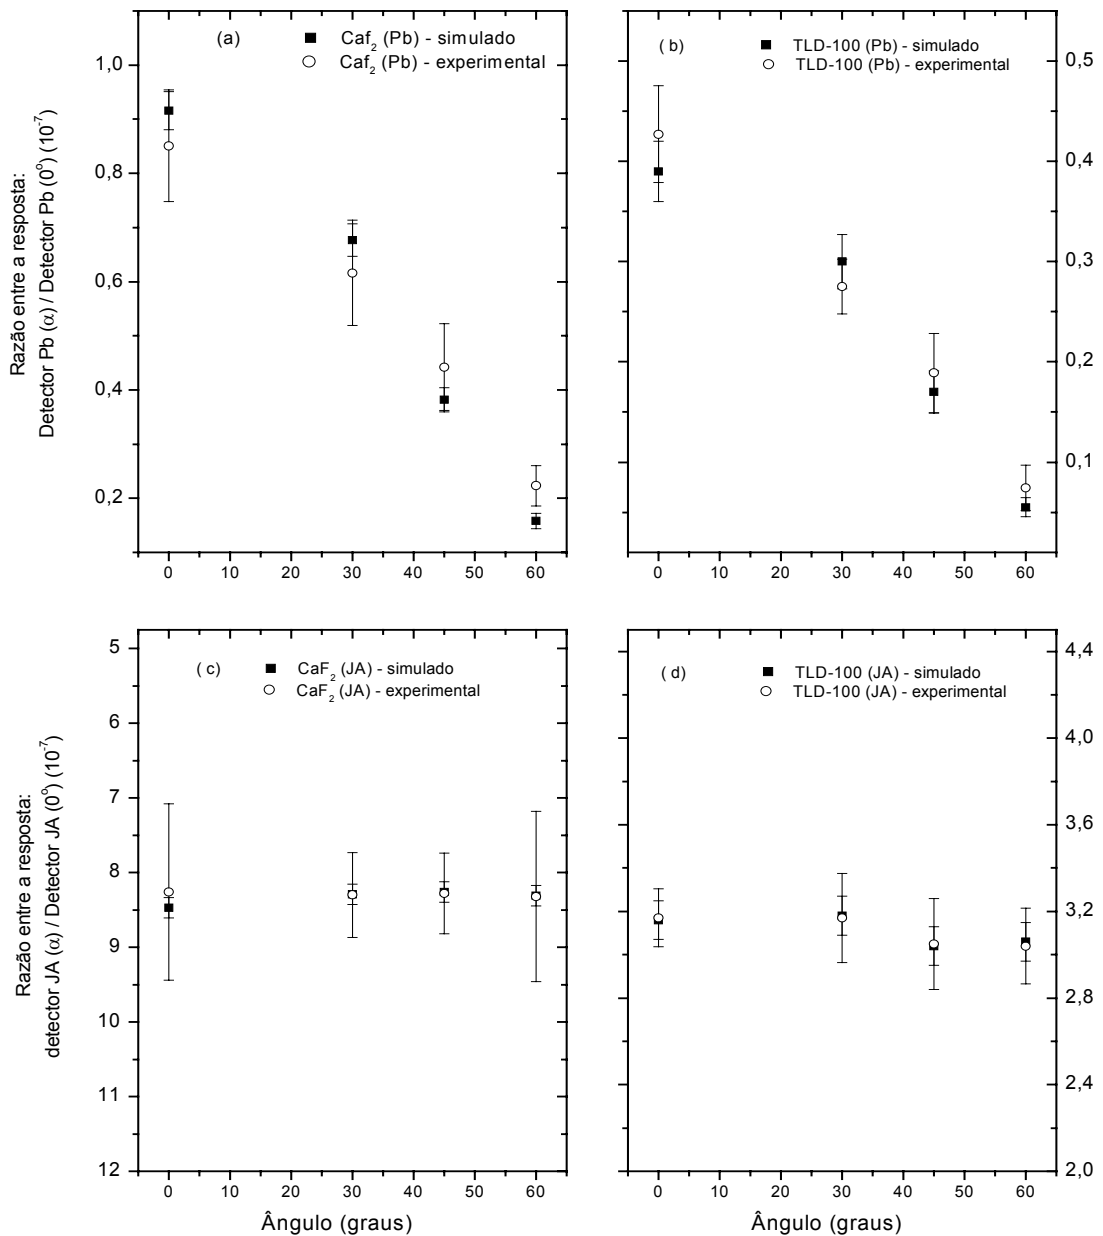 (a)
Caf2 (Pb) - simulado
Caf2 (Pb) - experimental
1,0
0,8
0,6
0,4
0,2
0 10 20 30 40 50 60
Razão entre a resposta:
Detector Pb (α) / Detector Pb (0°) (10-7)
( b )
TLD-100 (Pb) - simulado
TLD-100 (Pb) - experimental
0,5
0,4
0,3
0,2
0,1
0 10 20 30 40 50 60
( c )
CaF2 (JA) - simulado
CaF2 (JA) - experimental
5
6
7
8
9
10
11
12
0 10 20 30 40 50 60
Razão entre a resposta:
detector JA (α) / Detector JA (0°) (10-7)
Ângulo (graus)
( d)
TLD-100 (JA) - simulado
TLD-100 (JA) - experimental
4,4
4,0
3,6
3,2
2,8
2,4
2,0
0 10 20 30 40 50 60
Ângulo (graus)